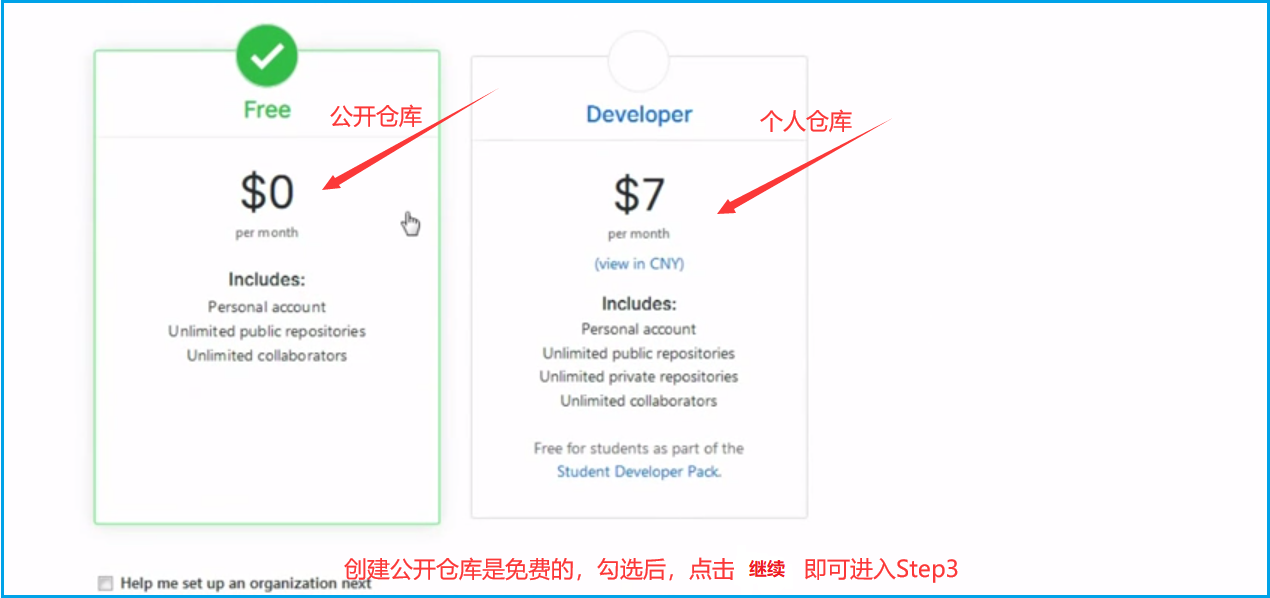 Free
公开仓库
$0
per month
Includes:
Personal account
Unlimited public repositories
Unlimited collaborators
Developer
个人仓库
$7
per month
(view in CNY)
Includes:
Personal account
Unlimited public repositories
Unlimited private repositories
Unlimited collaborators
Free for students as part of the
Student Developer Pack.
创建公开仓库是免费的，勾选后，点击 继续 即可进入Step3
Help me set up an organization next